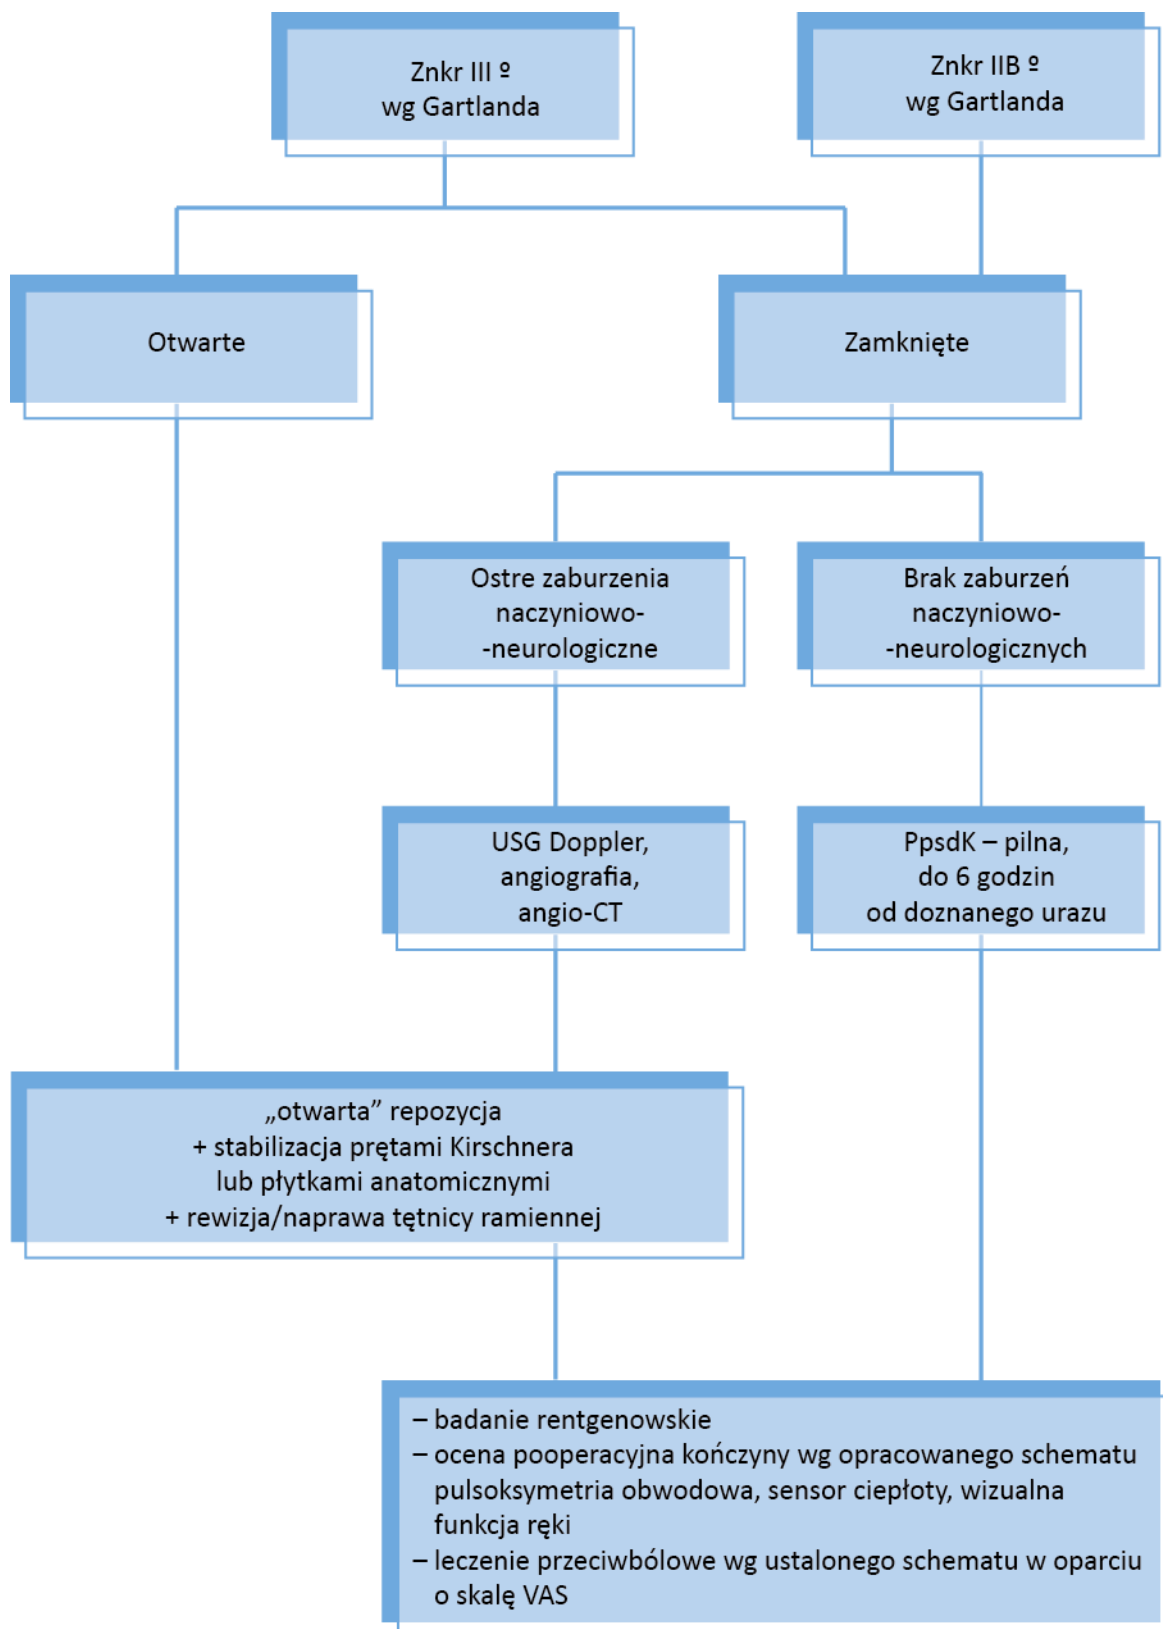 Znkr III º
wg Gartlanda
Znkr IIB º
wg Gartlanda
Otwarte
Zamknięte
Ostre zaburzenia
naczyniowo-
-neurologiczne
Brak zaburzeń
naczyniowo-
-neurologicznych
USG Doppler,
angiografia,
angio-CT
PpsdK – pilna,
do 6 godzin
od doznanego urazu
„otwarta” repozycja
+ stabilizacja prętami Kirschnera
lub płytkami anatomicznymi
+ rewizja/naprawa tętnicy ramiennej
– badanie rentgenowskie
– ocena pooperacyjna kończyny wg opracowanego schematu
pulsoksymetria obwodowa, sensor ciepłoty, wizualna
funkcja ręki
– leczenie przeciwbólowe wg ustalonego schematu w oparciu
o skalę VAS